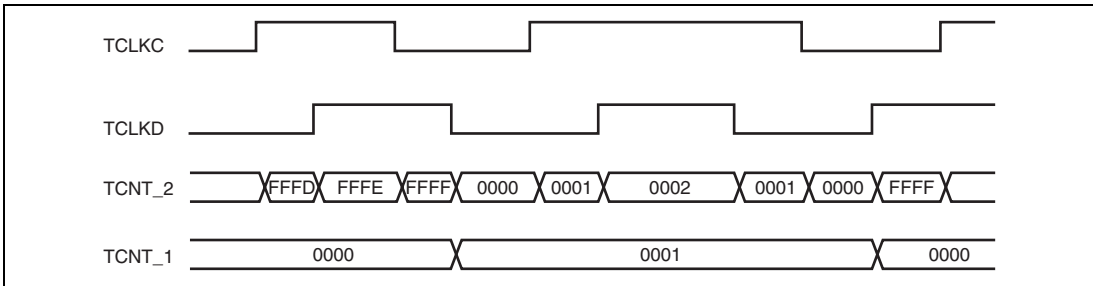 TCLKC
TCLKD
TCNT_2 FFFD FFFE FFFF 0000 0001 0002 0001 0000 FFFF
TCNT_1 0000 0001 0000